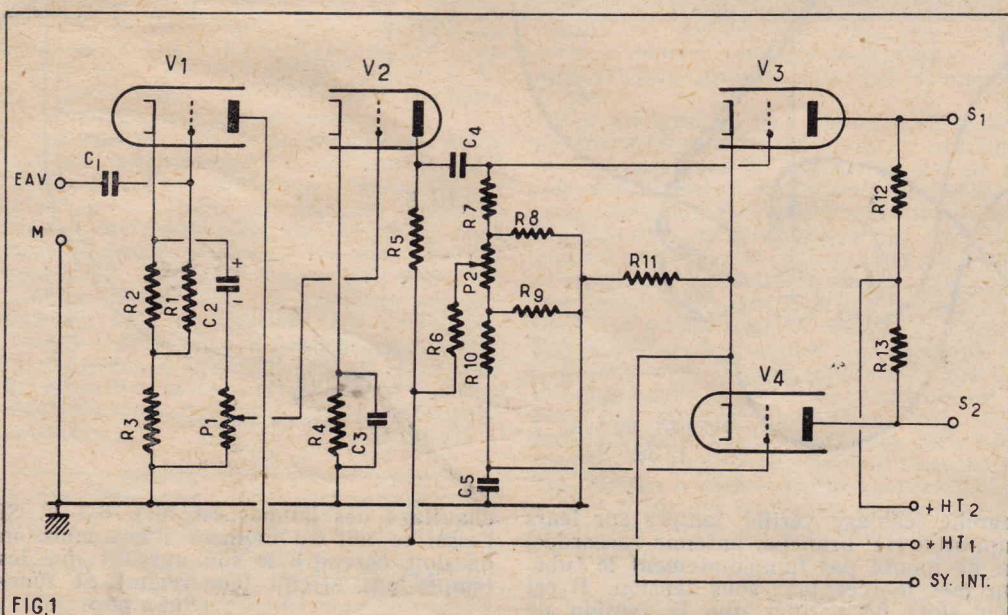 V1
V2
V3
C4
S1
C1
EAV
R7
R12
R8
M
R5
R11
P2
R2
R1
C2
+
-
R9
R6
R10
R13
V4
R3
P1
R4
C3
S2
C5
+ HT2
+ HT1
SY. INT.
FIG.1